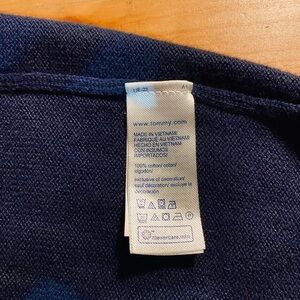 www.tommy.com
MADE IN VIETNAM/
FABRIQUÉ AU VIETNAM/
HECHO EN VIETNAM
CON INSUMOS
IMPORTADOS/
100% cotton/ coton/
algodón/
exclusive of decoration/
sauf décoration/ excluye la
decoración
clevercare.info